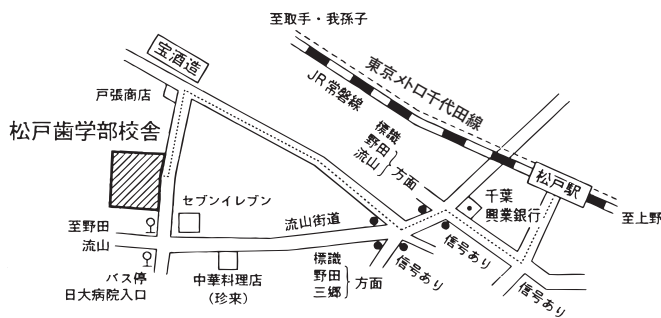 至取手・我孫子
宝酒造
東京メトロ千代田線
JR常磐線
戸張商店
松戸歯学部校舎
標識
野田
流山
方面
松戸駅
千葉
興業銀行
至上野
セブンイレブン
至野田
流山
流山街道
信号あり
バス停
日大病院入口
中華料理店
(珍来)
標識
野田
三郷
方面
信号あり
信号あり